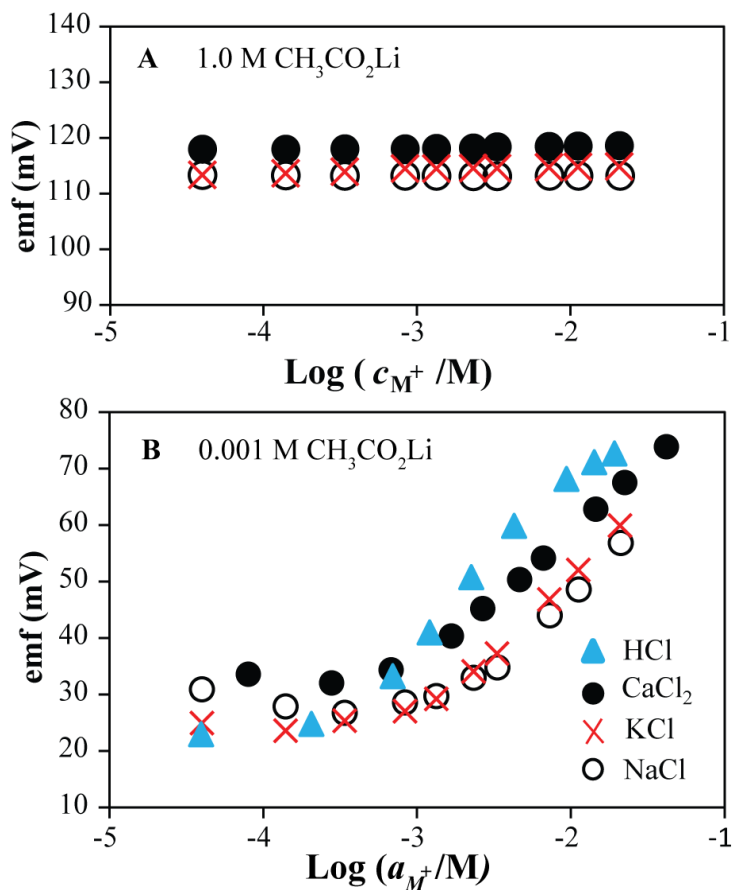 140
A 1.0 M CH₃CO₂Li
130
120
110
100
90
emf (mV)
-5 -4 -3 -2 -1
Log ( c_M⁺ /M)
80
B 0.001 M CH₃CO₂Li
70
60
50
40
30
20
10
emf (mV)
HCl
CaCl₂
KCl
NaCl
-5 -4 -3 -2 -1
Log (a_M⁺/M)